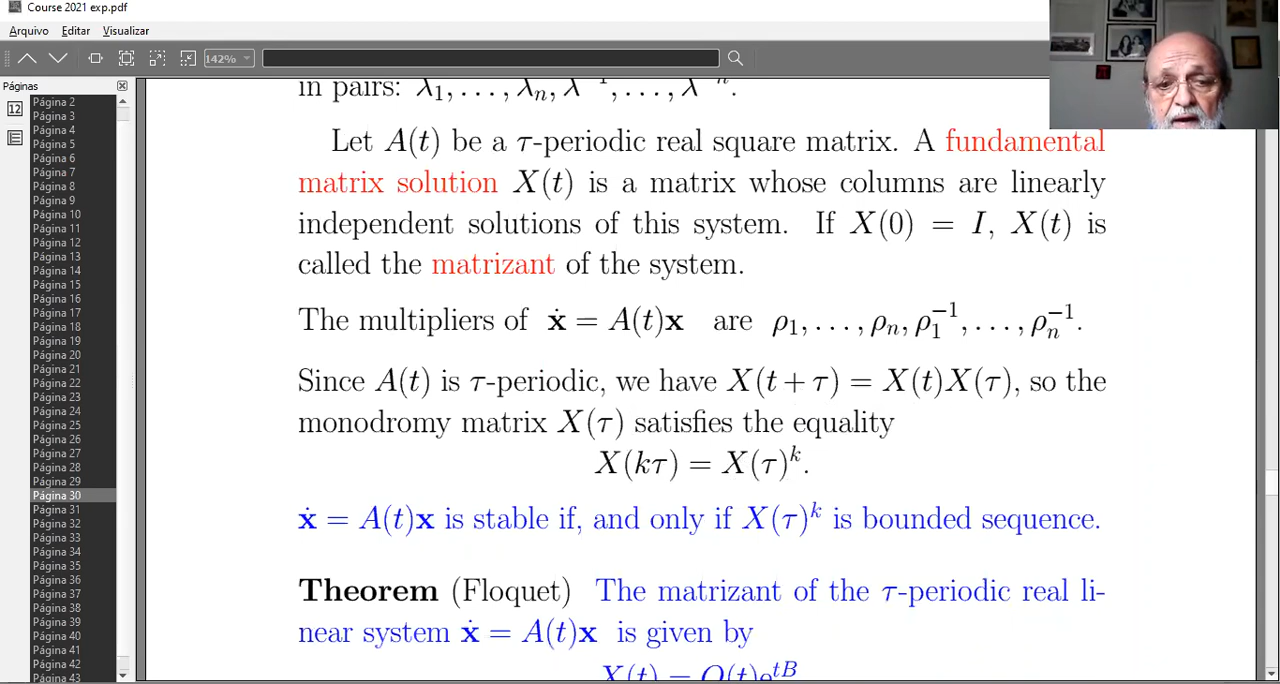 Course 2021 exp.pdf
Arquivo Editar Visualizar
142%
Páginas
Página 2
Página 3
Página 4
Página 5
Página 6
Página 7
Página 8
Página 9
Página 10
Página 11
Página 12
Página 13
Página 14
Página 15
Página 16
Página 17
Página 18
Página 19
Página 20
Página 21
Página 22
Página 23
Página 24
Página 25
Página 26
Página 27
Página 28
Página 29
Página 30
Página 31
Página 32
Página 33
Página 34
Página 35
Página 36
Página 37
Página 38
Página 39
Página 40
Página 41
Página 42
Página 43
12
in pairs: λ₁, . . . , λₙ, λ⁻¹, . . . , λ⁻ⁿ.
Let A(t) be a τ-periodic real square matrix. A fundamental
matrix solution X(t) is a matrix whose columns are linearly
independent solutions of this system. If X(0) = I, X(t) is
called the matrizant of the system.
The multipliers of ẋ = A(t)x are ρ₁, . . . , ρₙ, ρ₁⁻¹, . . . , ρₙ⁻¹.
Since A(t) is τ-periodic, we have X(t + τ) = X(t)X(τ), so the
monodromy matrix X(τ) satisfies the equality
X(kτ) = X(τ)ᵏ.
ẋ = A(t)x is stable if, and only if X(τ)ᵏ is bounded sequence.
Theorem (Floquet) The matrizant of the τ-periodic real li-
near system ẋ = A(t)x is given by
X(t) = Q(t)eᵗᴮ